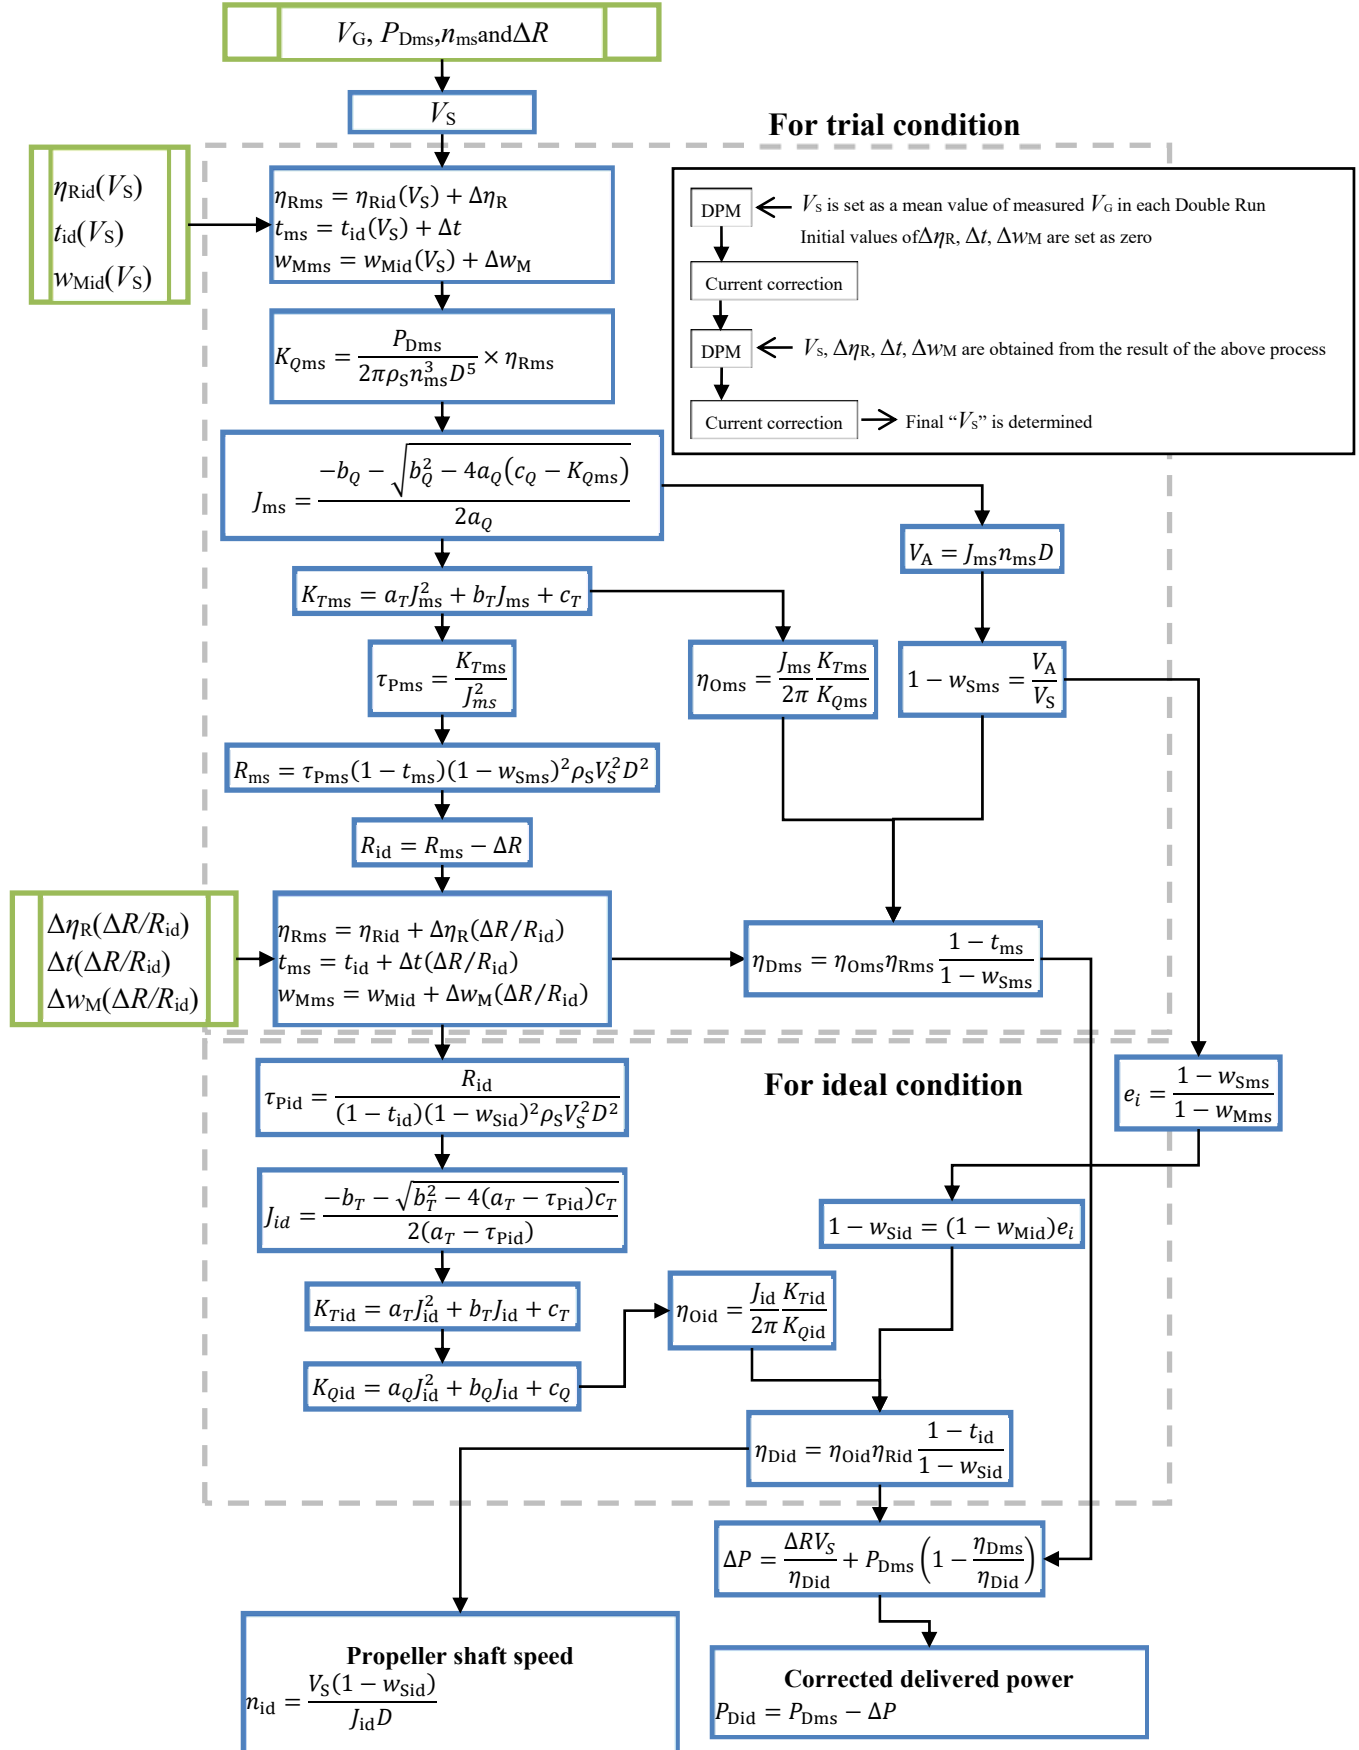 V_G, P_Dms,n_ms and ΔR
V_S
For trial condition
η_Rid(V_S)
t_id(V_S)
w_Mid(V_S)
η_Rms = η_Rid(V_S) + Δη_R
t_ms = t_id(V_S) + Δt
w_Mms = w_Mid(V_S) + Δw_M
DPM
V_S is set as a mean value of measured V_G in each Double Run
Initial values ofΔη_R, Δt, Δw_M are set as zero
Current correction
DPM
V_S, Δη_R, Δt, Δw_M are obtained from the result of the above process
Current correction
Final “V_S” is determined
K_Qms = P_Dms / (2πρ_S n_ms^3 D^5) × η_Rms
J_ms = (−b_Q − √(b_Q^2 − 4a_Q(c_Q − K_Qms))) / (2a_Q)
V_A = J_ms n_ms D
K_Tms = a_T J_ms^2 + b_T J_ms + c_T
τ_Pms = K_Tms / J_ms^2
η_Oms = (J_ms / 2π) (K_Tms / K_Qms)
1 − w_Sms = V_A / V_S
R_ms = τ_Pms(1 − t_ms)(1 − w_Sms)^2 ρ_S V_S^2 D^2
R_id = R_ms − ΔR
Δη_R(ΔR/R_id)
Δt(ΔR/R_id)
Δw_M(ΔR/R_id)
η_Rms = η_Rid + Δη_R(ΔR/R_id)
t_ms = t_id + Δt(ΔR/R_id)
w_Mms = w_Mid + Δw_M(ΔR/R_id)
η_Dms = η_Oms η_Rms (1 − t_ms) / (1 − w_Sms)
For ideal condition
τ_Pid = R_id / ((1 − t_id)(1 − w_Sid)^2 ρ_S V_S^2 D^2)
e_i = (1 − w_Sms) / (1 − w_Mms)
J_id = (−b_T − √(b_T^2 − 4(a_T − τ_Pid)c_T)) / (2(a_T − τ_Pid))
1 − w_Sid = (1 − w_Mid)e_i
K_Tid = a_T J_id^2 + b_T J_id + c_T
η_Oid = (J_id / 2π) (K_Tid / K_Qid)
K_Qid = a_Q J_id^2 + b_Q J_id + c_Q
η_Did = η_Oid η_Rid (1 − t_id) / (1 − w_Sid)
ΔP = ΔRV_S / η_Did + P_Dms (1 − η_Dms / η_Did)
Propeller shaft speed
n_id = V_S(1 − w_Sid) / (J_id D)
Corrected delivered power
P_Did = P_Dms − ΔP